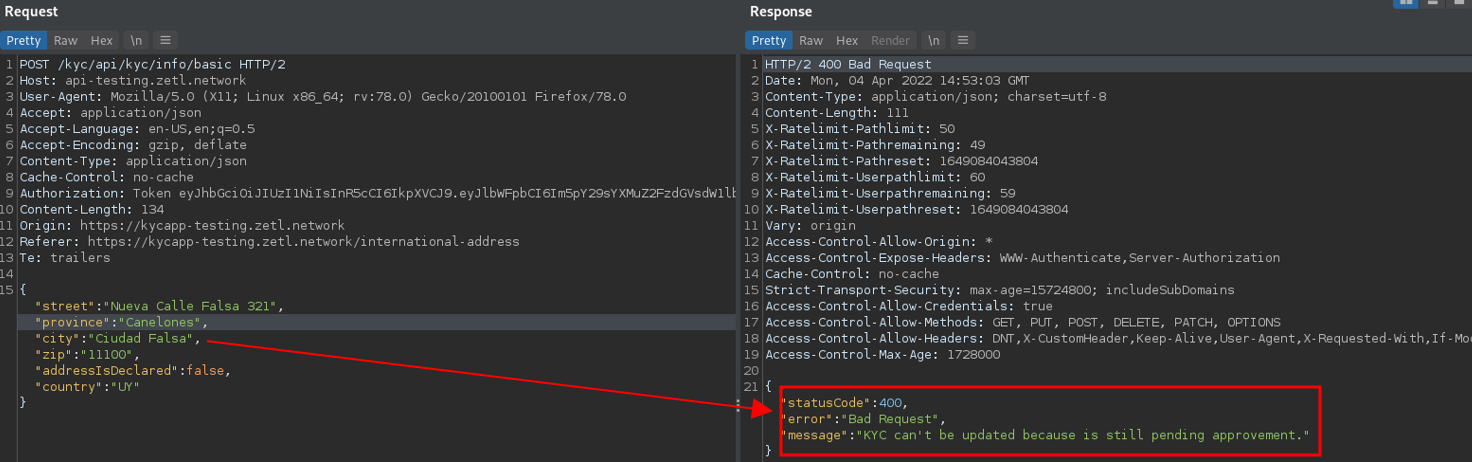 Request
Pretty Raw Hex \n
1 POST /kyc/api/kyc/info/basic HTTP/2
2 Host: api-testing.zetl.network
3 User-Agent: Mozilla/5.0 (X11; Linux x86_64; rv:78.0) Gecko/20100101 Firefox/78.0
4 Accept: application/json
5 Accept-Language: en-US,en;q=0.5
6 Accept-Encoding: gzip, deflate
7 Content-Type: application/json
8 Cache-Control: no-cache
9 Authorization: Token eyJhbGciOiJIUzI1NiIsInR5cCI6IkpXVCJ9.eyJlbWFpbCI6Im5pY29sYXMuZ2FzdGVsdW1lb
10 Content-Length: 134
11 Origin: https://kycapp-testing.zetl.network
12 Referer: https://kycapp-testing.zetl.network/international-address
13 Te: trailers
14
15 {
"street":"Nueva Calle Falsa 321",
"province":"Canelones",
"city":"Ciudad Falsa",
"zip":"11100",
"addressIsDeclared":false,
"country":"UY"
}
Response
Pretty Raw Hex Render \n
1 HTTP/2 400 Bad Request
2 Date: Mon, 04 Apr 2022 14:53:03 GMT
3 Content-Type: application/json; charset=utf-8
4 Content-Length: 111
5 X-Ratelimit-Pathlimit: 50
6 X-Ratelimit-Pathremaining: 49
7 X-Ratelimit-Pathreset: 1649084043804
8 X-Ratelimit-Userpathlimit: 60
9 X-Ratelimit-Userpathremaining: 59
10 X-Ratelimit-Userpathreset: 1649084043804
11 Vary: origin
12 Access-Control-Allow-Origin: *
13 Access-Control-Expose-Headers: WWW-Authenticate,Server-Authorization
14 Cache-Control: no-cache
15 Strict-Transport-Security: max-age=15724800; includeSubDomains
16 Access-Control-Allow-Credentials: true
17 Access-Control-Allow-Methods: GET, PUT, POST, DELETE, PATCH, OPTIONS
18 Access-Control-Allow-Headers: DNT,X-CustomHeader,Keep-Alive,User-Agent,X-Requested-With,If-Mo
19 Access-Control-Max-Age: 1728000
20
21 {
"statusCode":400,
"error":"Bad Request",
"message":"KYC can't be updated because is still pending approvement."
}